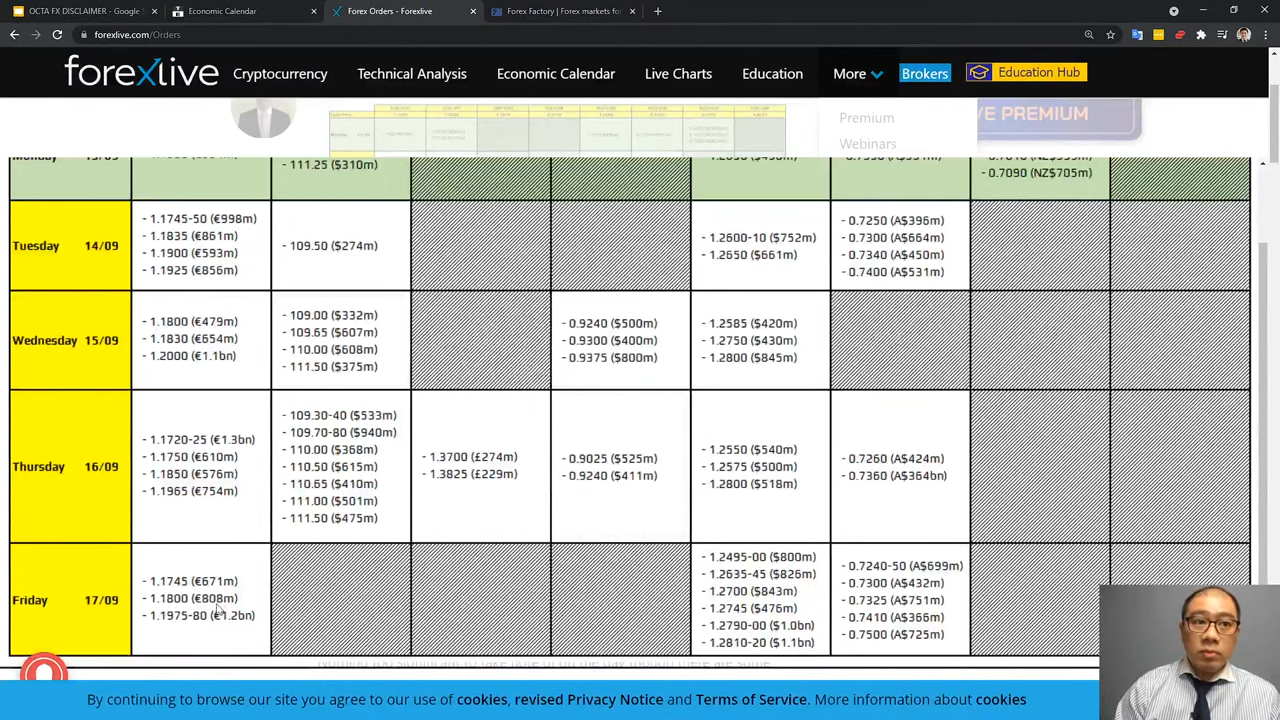 OCTA FX DISCLAIMER - Google S
Economic Calendar
Forex Orders - Forexlive
Forex Factory | Forex markets for
forexlive.com/Orders
forexlive
Cryptocurrency
Technical Analysis
Economic Calendar
Live Charts
Education
More
Brokers
Education Hub
Premium
Webinars
VE PREMIUM
- 111.25 ($310m)
- 0.7090 (NZ$705m)
Tuesday 14/09
- 1.1745-50 (€998m)
- 1.1835 (€861m)
- 1.1900 (€593m)
- 1.1925 (€856m)
- 109.50 ($274m)
- 1.2600-10 ($752m)
- 1.2650 ($661m)
- 0.7250 (A$396m)
- 0.7300 (A$664m)
- 0.7340 (A$450m)
- 0.7400 (A$531m)
Wednesday 15/09
- 1.1800 (€479m)
- 1.1830 (€654m)
- 1.2000 (€1.1bn)
- 109.00 ($332m)
- 109.65 ($607m)
- 110.00 ($608m)
- 111.50 ($375m)
- 0.9240 ($500m)
- 0.9300 ($400m)
- 0.9375 ($800m)
- 1.2585 ($420m)
- 1.2750 ($430m)
- 1.2800 ($845m)
Thursday 16/09
- 1.1720-25 (€1.3bn)
- 1.1750 (€610m)
- 1.1850 (€576m)
- 1.1965 (€754m)
- 109.30-40 ($533m)
- 109.70-80 ($940m)
- 110.00 ($368m)
- 110.50 ($615m)
- 110.65 ($410m)
- 111.00 ($501m)
- 111.50 ($475m)
- 1.3700 (£274m)
- 1.3825 (£229m)
- 0.9025 ($525m)
- 0.9240 ($411m)
- 1.2550 ($540m)
- 1.2575 ($500m)
- 1.2800 ($518m)
- 0.7260 (A$424m)
- 0.7360 (A$364bn)
Friday 17/09
- 1.1745 (€671m)
- 1.1800 (€808m)
- 1.1975-80 (€1.2bn)
- 1.2495-00 ($800m)
- 1.2635-45 ($826m)
- 1.2700 ($843m)
- 1.2745 ($476m)
- 1.2790-00 ($1.0bn)
- 1.2810-20 ($1.1bn)
- 0.7240-50 (A$699m)
- 0.7300 (A$432m)
- 0.7325 (A$751m)
- 0.7410 (A$366m)
- 0.7500 (A$725m)
By continuing to browse our site you agree to our use of cookies, revised Privacy Notice and Terms of Service. More information about cookies